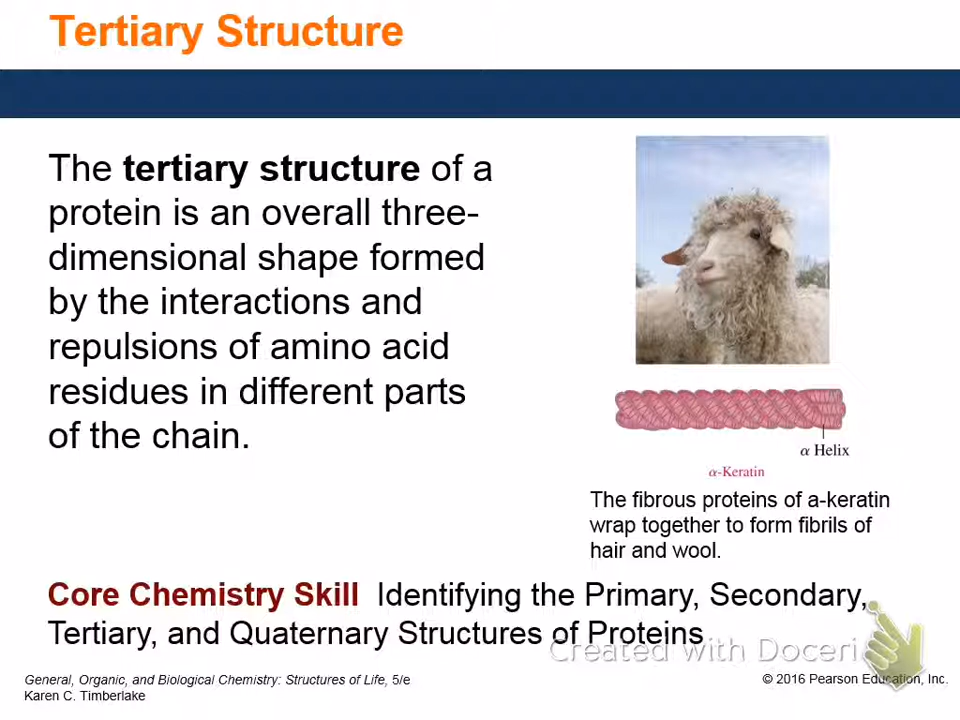 Tertiary Structure
The tertiary structure of a
protein is an overall three-
dimensional shape formed
by the interactions and
repulsions of amino acid
residues in different parts
of the chain.
α Helix
α-Keratin
The fibrous proteins of a-keratin
wrap together to form fibrils of
hair and wool.
Core Chemistry Skill Identifying the Primary, Secondary,
Tertiary, and Quaternary Structures of Proteins
Created with Doceri
General, Organic, and Biological Chemistry: Structures of Life, 5/e
Karen C. Timberlake
© 2016 Pearson Education, Inc.